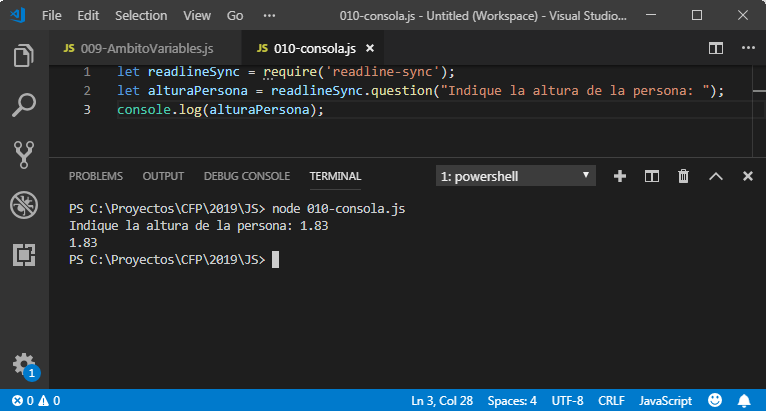 File Edit View Go ••• 010-consola.js - Untitled (Workspace) - Visual Studio...
JS 009-AmbitoVariables.js JS 010-consola.js
1 let readlineSync = require('readline-sync');
2 let alturaPersona = readlineSync.question("Indique la altura de la persona: ");
3 console.log(alturaPersona);
PROBLEMS OUTPUT DEBUG CONSOLE TERMINAL 1: powershell
PS C:\Proyectos\CFP\2019\JS> node 010-consola.js
Indique la altura de la persona: 1.83
1.83
PS C:\Proyectos\CFP\2019\JS>
1
0 0 Ln 3, Col 28 Spaces: 4 UTF-8 CRLF JavaScript